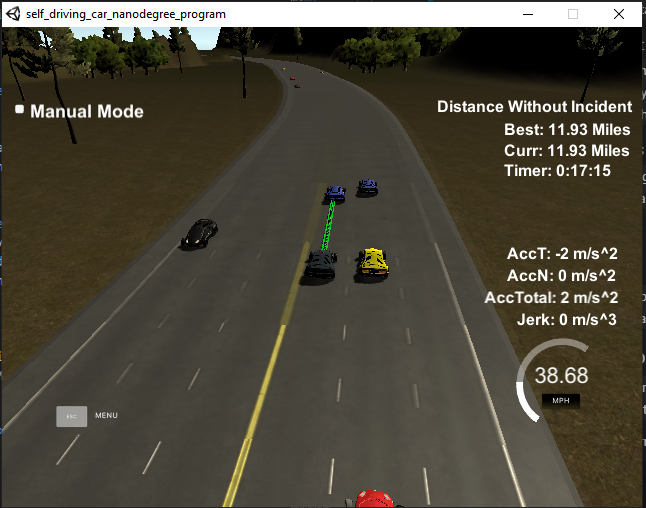 self_driving_car_nanodegree_program
Manual Mode
Distance Without Incident
Best: 11.93 Miles
Curr: 11.93 Miles
Timer: 0:17:15
AccT: -2 m/s^2
AccN: 0 m/s^2
AccTotal: 2 m/s^2
Jerk: 0 m/s^3
38.68
MPH
ESC
MENU